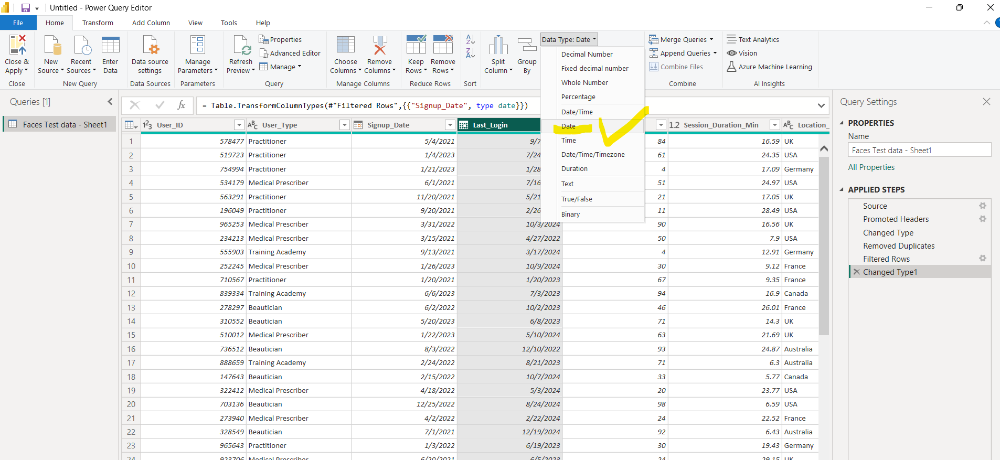 Untitled - Power Query Editor
File Home Transform Add Column View Tools Help
Close & Apply
New Source Recent Sources Enter Data
Data source settings
Manage Parameters
Refresh Preview
Properties
Advanced Editor
Manage
Choose Columns Remove Columns
Keep Rows Remove Rows
Split Column Group By
Data Type: Date
Merge Queries
Append Queries
Combine Files
Text Analytics
Vision
Azure Machine Learning
Close New Query Data Sources Parameters Query Manage Columns Reduce Rows Sort Combine AI Insights
Decimal Number
Fixed decimal number
Whole Number
Percentage
Date/Time
Date
Time
Date/Time/Timezone
Duration
Text
True/False
Binary
Queries [1]
Faces Test data - Sheet1
fx = Table.TransformColumnTypes(#"Filtered Rows",{{"Signup_Date", type date}})
123 User_ID ABC User_Type Signup_Date Last_Login 1.2 Session_Duration_Min ABC Location_
1 578477 Practitioner 5/4/2021 9/7 84 16.59 UK
2 519723 Practitioner 1/4/2023 7/24 61 24.35 USA
3 754994 Practitioner 1/21/2023 1/28 4 17.09 Germany
4 534179 Medical Prescriber 6/1/2021 7/16 51 24.97 USA
5 563291 Practitioner 11/20/2021 5/21 21 17.05 UK
6 196049 Practitioner 9/20/2021 2/26 11 28.49 USA
7 965253 Medical Prescriber 3/31/2022 10/3/2024 90 16.56 UK
8 234213 Medical Prescriber 3/15/2021 4/27/2022 50 7.9 USA
9 555903 Training Academy 9/13/2021 3/17/2024 4 12.91 Germany
10 252245 Medical Prescriber 1/26/2023 10/9/2024 30 9.12 France
11 710567 Practitioner 1/20/2021 1/20/2023 67 9.35 France
12 839334 Training Academy 6/6/2023 7/3/2023 94 16.9 Canada
13 278297 Beautician 6/2/2022 10/2/2023 46 26.01 France
14 310552 Beautician 5/20/2023 6/8/2023 71 14.3 UK
15 510012 Medical Prescriber 1/22/2023 5/10/2024 63 21.69 UK
16 736512 Beautician 8/3/2022 12/10/2022 93 24.87 Australia
17 888659 Training Academy 2/24/2022 8/21/2023 71 6.3 Australia
18 147643 Beautician 2/15/2022 10/7/2024 33 5.77 Canada
19 322412 Medical Prescriber 4/18/2022 5/3/2024 20 23.77 USA
20 703136 Beautician 12/25/2022 8/24/2024 98 6.59 USA
21 273940 Medical Prescriber 4/2/2022 2/22/2024 24 22.52 France
22 328549 Beautician 7/1/2021 12/19/2024 92 6.43 Australia
23 965643 Practitioner 1/3/2022 6/19/2023 30 19.43 Germany
24 923706 Medical Prescriber 6/20/2021 6/5/2023 24 29.15 UK
Query Settings
PROPERTIES
Name
Faces Test data - Sheet1
All Properties
APPLIED STEPS
Source
Promoted Headers
Changed Type
Removed Duplicates
Filtered Rows
Changed Type1